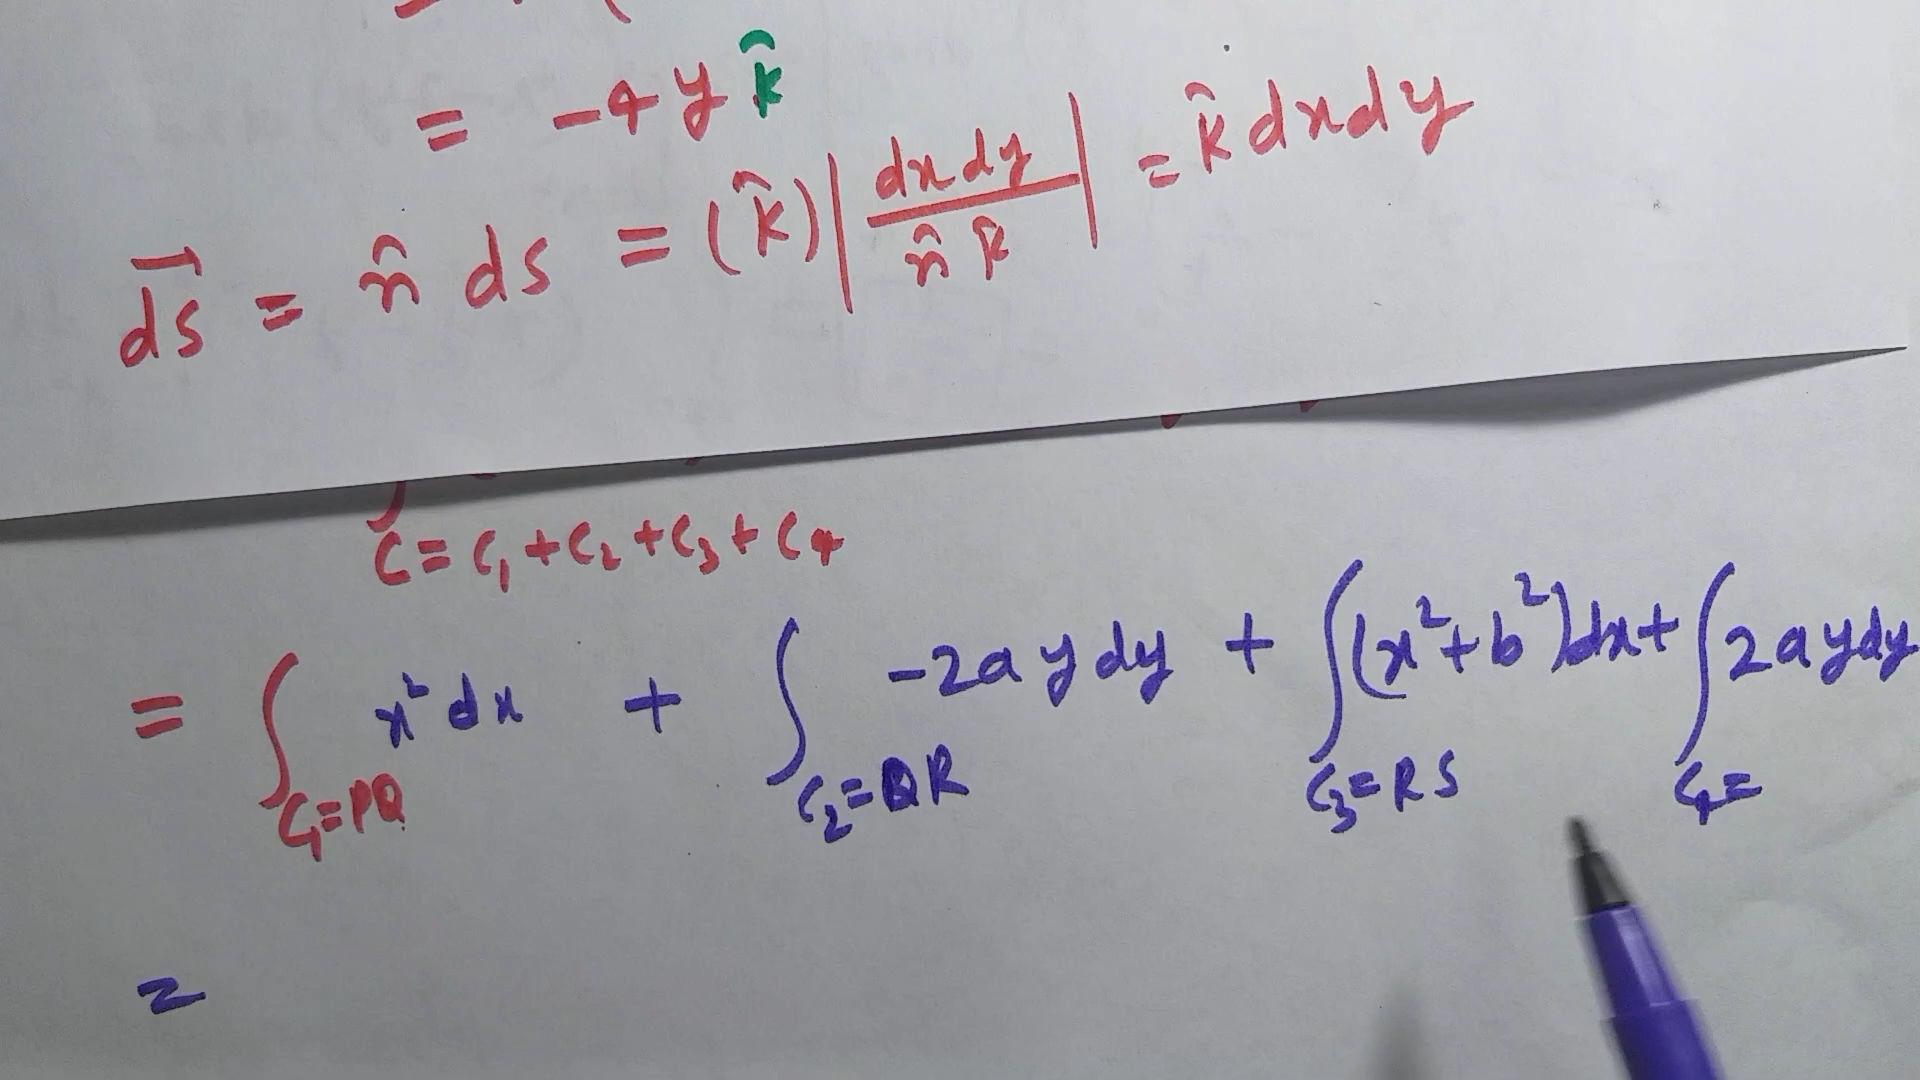 = -4y k̂
d⃗s = n̂ ds = (k̂) | dxdy / n̂ k̂ | = k̂ dxdy
C = C₁ + C₂ + C₃ + C₄
= ∫ x² dx + ∫ -2ay dy + ∫ (x² + b²) dx + ∫ 2ay dy
C₁ = PQ C₂ = QR C₃ = RS C₄ =
=